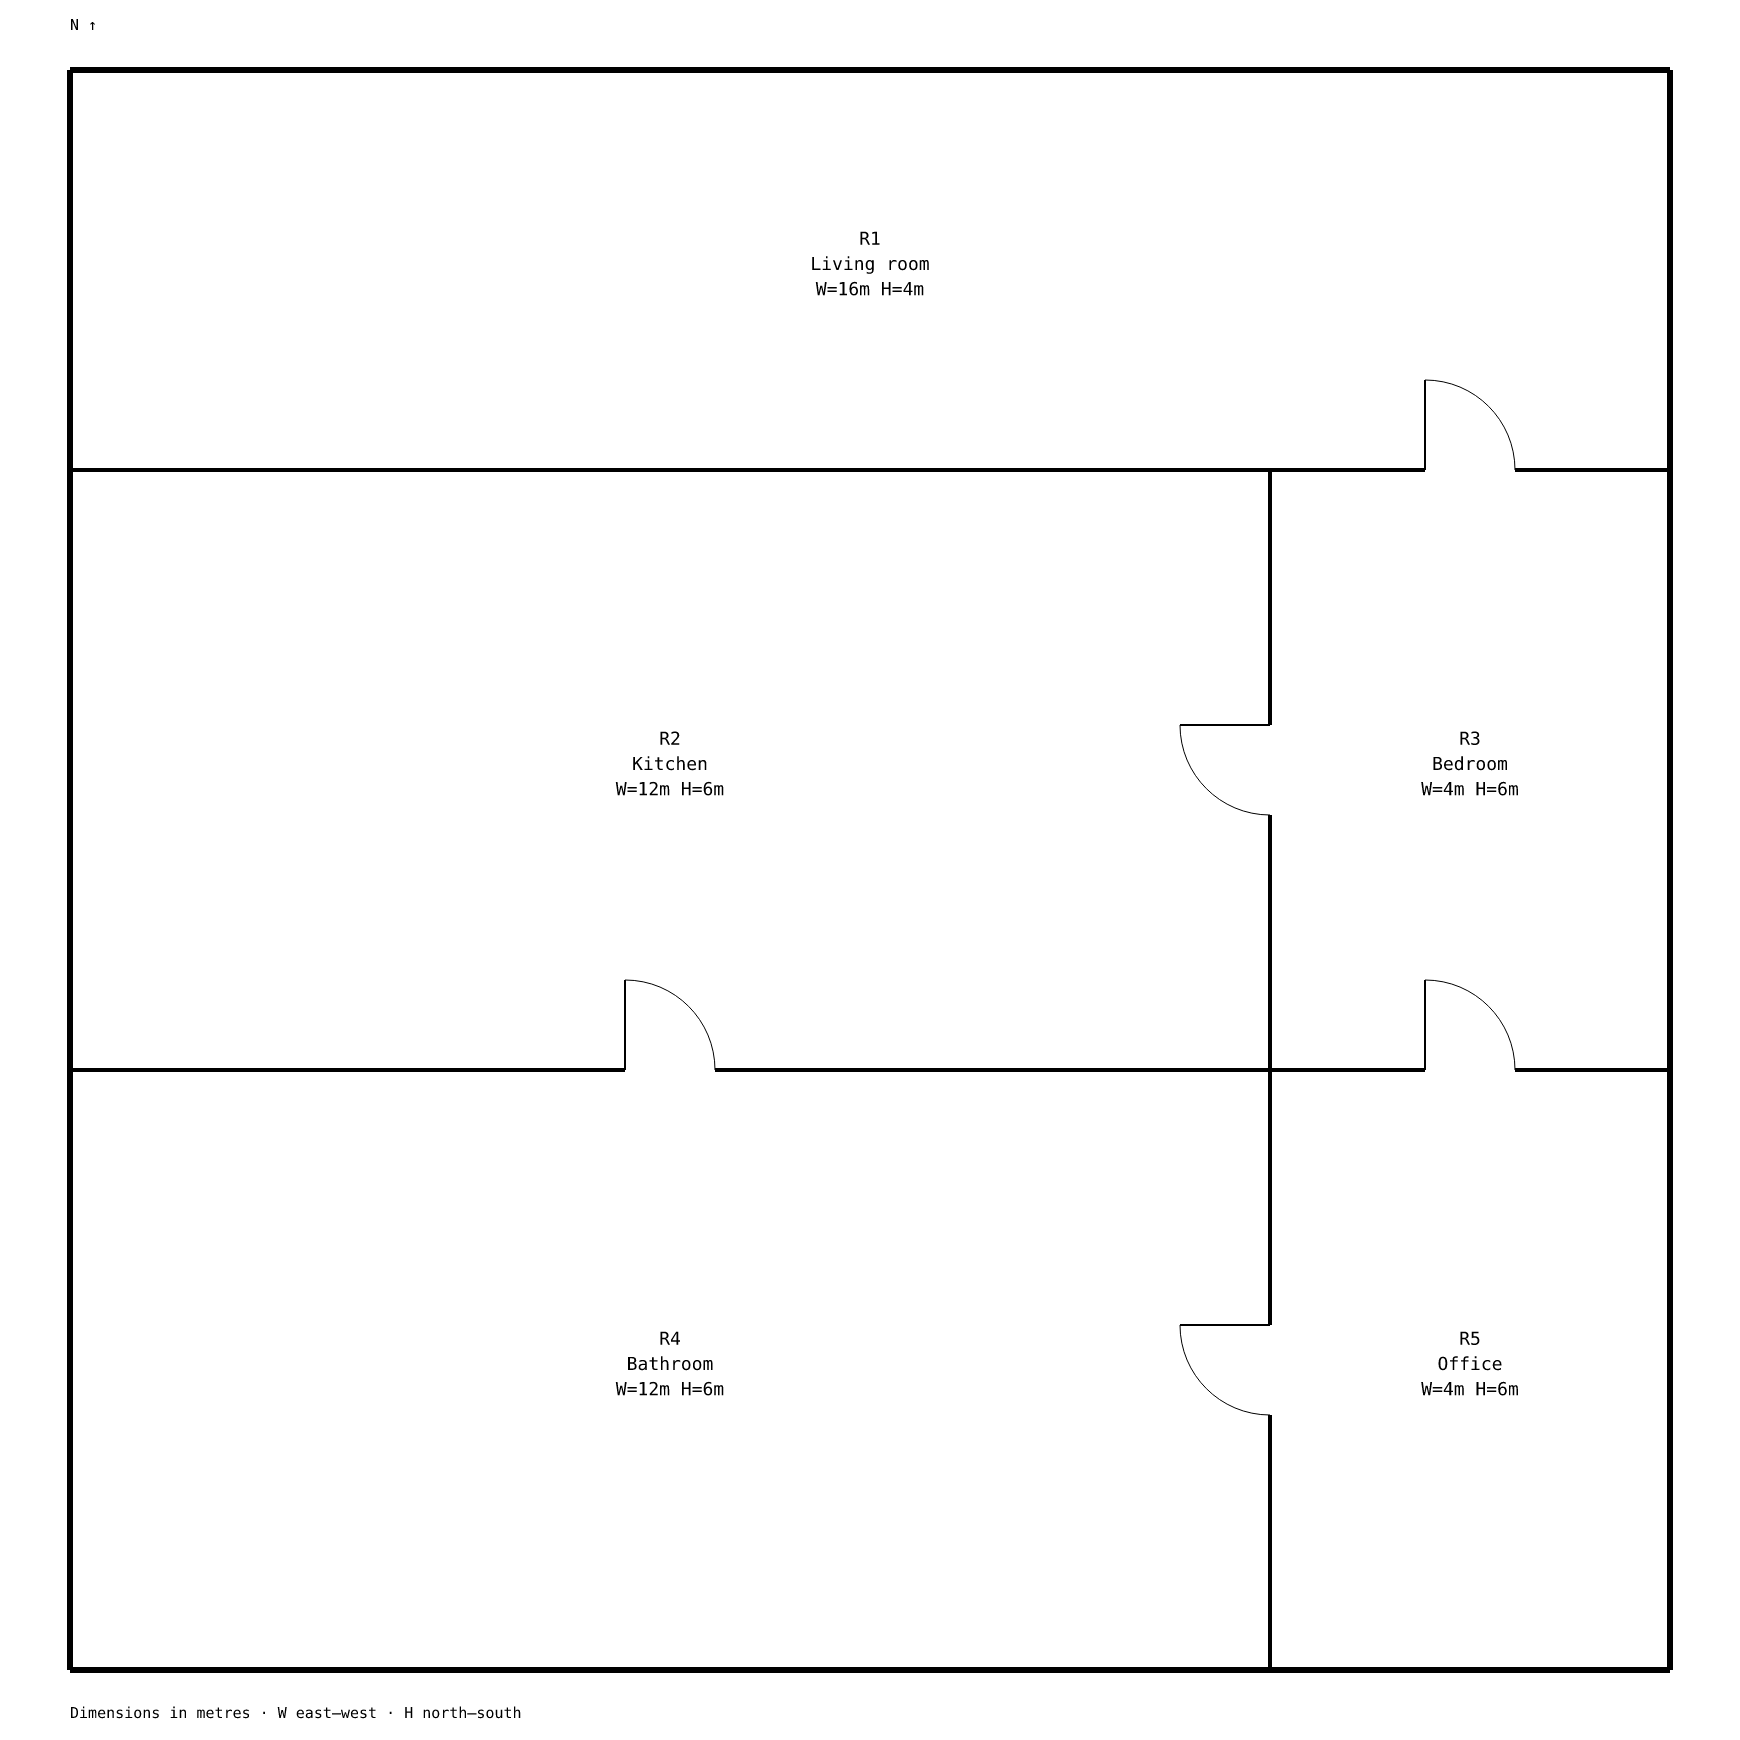 N ↑
R1
Living room
W=16m H=4m
R2
Kitchen
W=12m H=6m
R3
Bedroom
W=4m H=6m
R4
Bathroom
W=12m H=6m
R5
Office
W=4m H=6m
Dimensions in metres · W east–west · H north–south